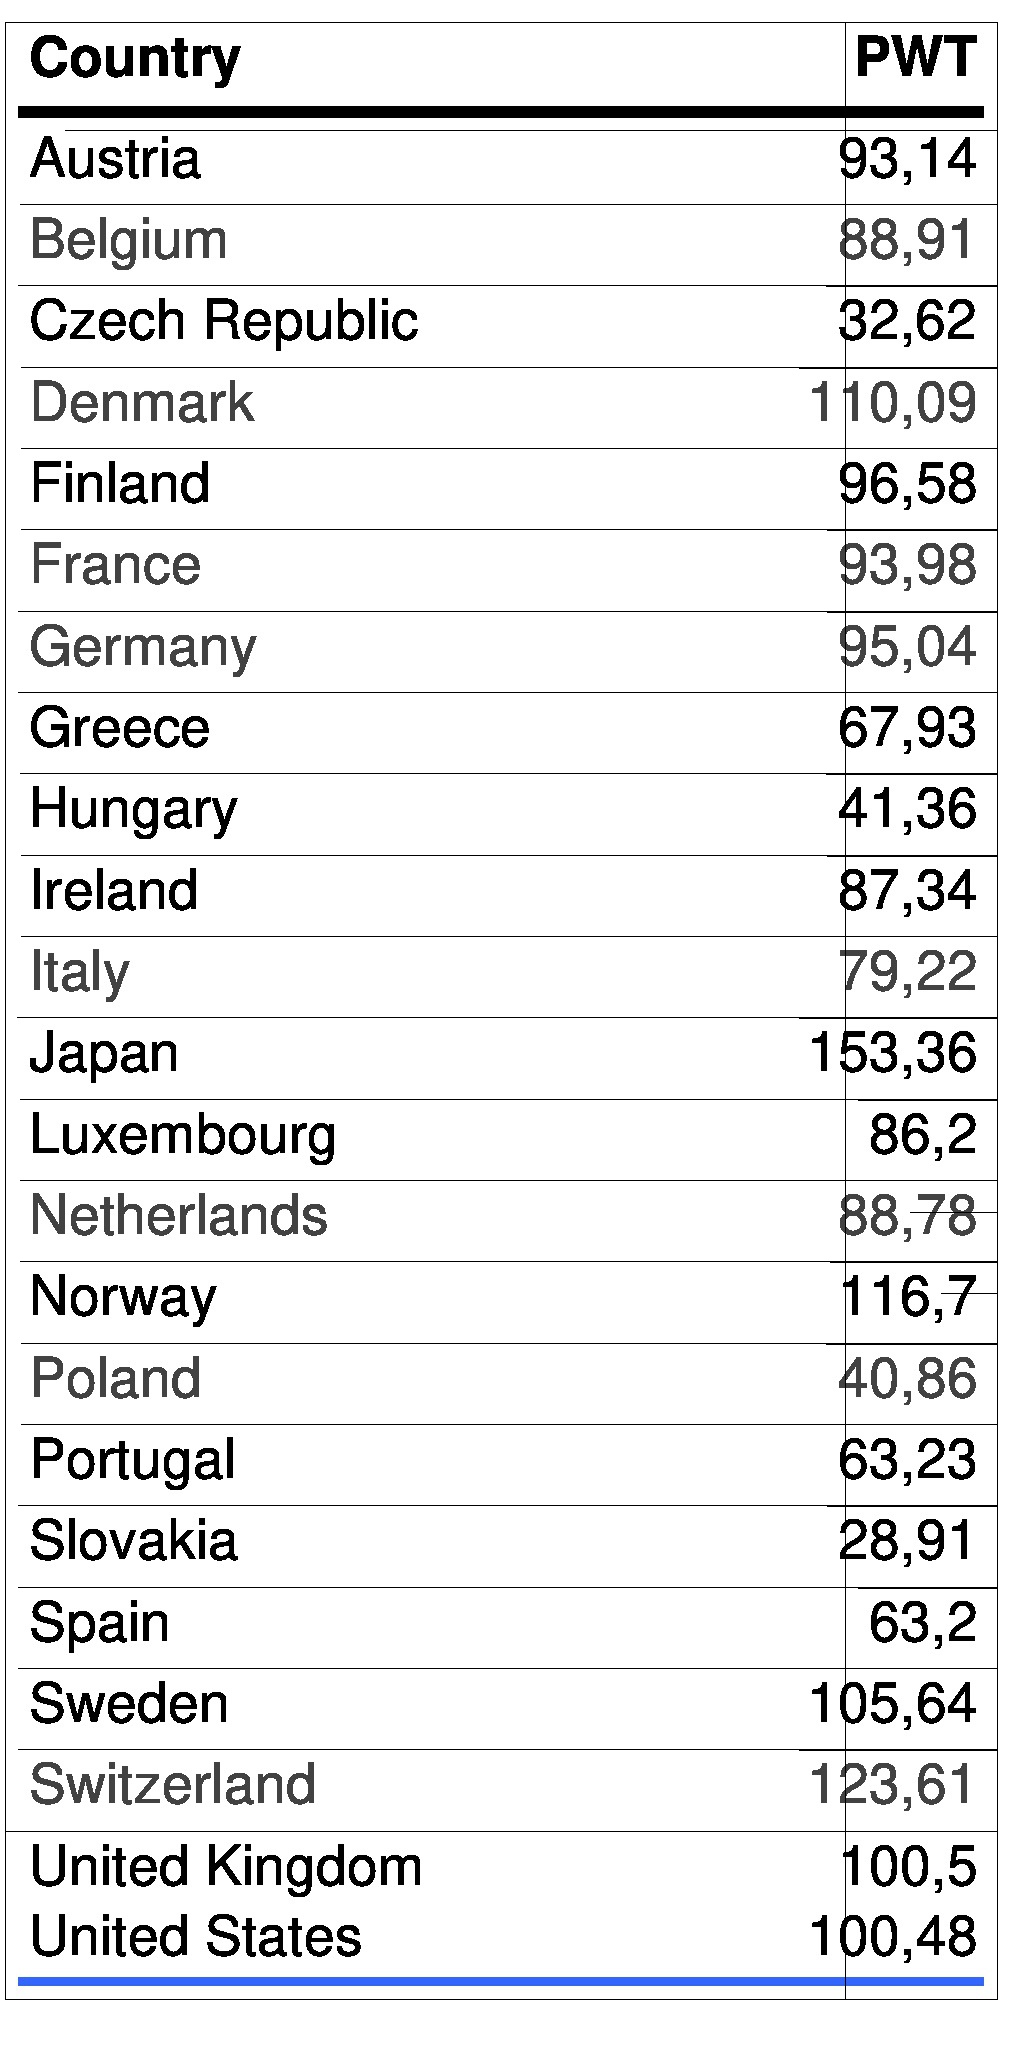 Country PWT
Austria 93,14
Belgium 88,91
Czech Republic 32,62
Denmark 110,09
Finland 96,58
France 93,98
Germany 95,04
Greece 67,93
Hungary 41,36
Ireland 87,34
Italy 79,22
Japan 153,36
Luxembourg 86,2
Netherlands 88,78
Norway 116,7
Poland 40,86
Portugal 63,23
Slovakia 28,91
Spain 63,2
Sweden 105,64
Switzerland 123,61
United Kingdom 100,5
United States 100,48